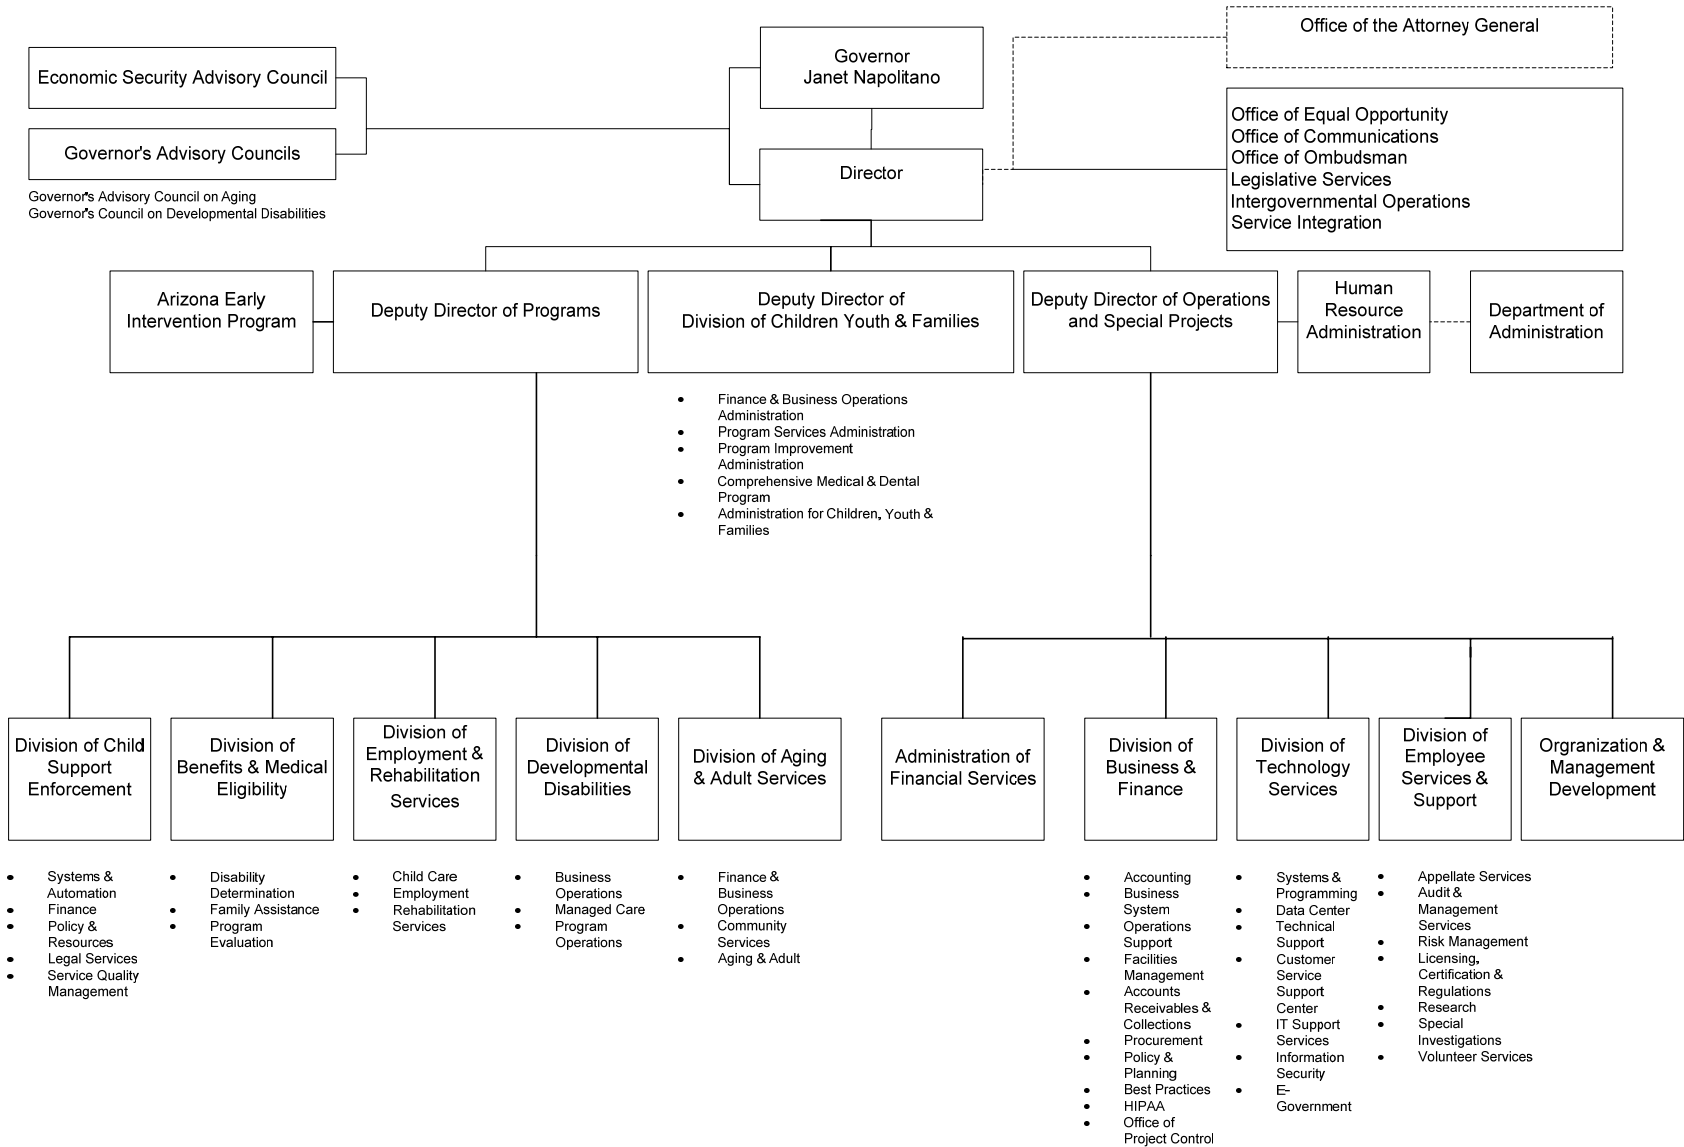 Office of the Attorney General
Governor
Janet Napolitano
Economic Security Advisory Council
Governor's Advisory Councils
Governor's Advisory Council on Aging
Governor's Council on Developmental Disabilities
Director
Office of Equal Opportunity
Office of Communications
Office of Ombudsman
Legislative Services
Intergovernmental Operations
Service Integration
Arizona Early
Intervention Program
Deputy Director of Programs
Deputy Director of
Division of Children Youth & Families
Deputy Director of Operations
and Special Projects
Human
Resource
Administration
Department of
Administration
• Finance & Business Operations
Administration
• Program Services Administration
• Program Improvement
Administration
• Comprehensive Medical & Dental
Program
• Administration for Children, Youth &
Families
Division of Child
Support
Enforcement
Division of
Benefits & Medical
Eligibility
Division of
Employment &
Rehabilitation
Services
Division of
Developmental
Disabilities
Division of Aging
& Adult Services
Administration of
Financial Services
Division of
Business &
Finance
Division of
Technology
Services
Division of
Employee
Services &
Support
Orgranization &
Management
Development
• Systems &
Automation
• Finance
• Policy &
Resources
• Legal Services
• Service Quality
Management
• Disability
Determination
• Family Assistance
• Program
Evaluation
• Child Care
• Employment
• Rehabilitation
Services
• Business
Operations
• Managed Care
• Program
Operations
• Finance &
Business
Operations
• Community
Services
• Aging & Adult
• Accounting
• Business
System
• Operations
Support
• Facilities
Management
• Accounts
Receivables &
Collections
• Procurement
• Policy &
Planning
• Best Practices
• HIPAA
• Office of
Project Control
• Systems &
Programming
• Data Center
• Technical
Support
• Customer
Service
Support
Center
• IT Support
Services
• Information
Security
• E-
Government
• Appellate Services
• Audit &
Management
Services
• Risk Management
• Licensing,
Certification &
Regulations
• Research
• Special
Investigations
• Volunteer Services